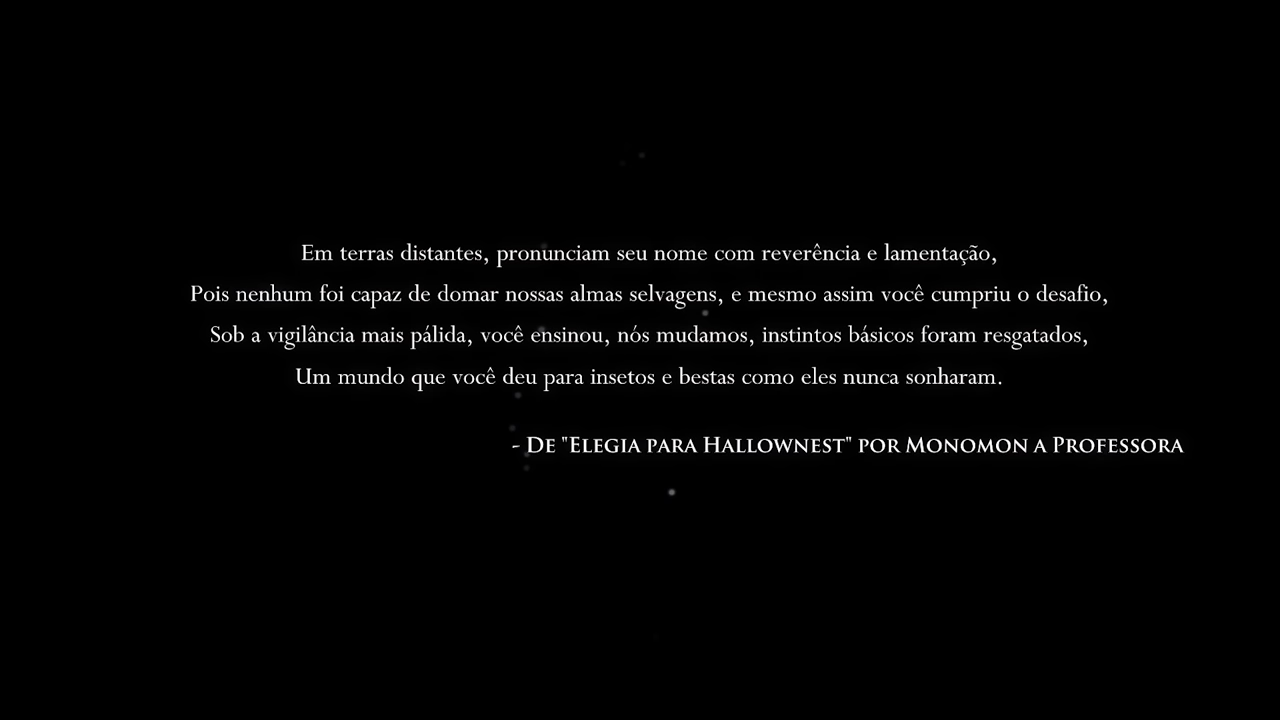 Em terras distantes, pronunciam seu nome com reverência e lamentação,
Pois nenhum foi capaz de domar nossas almas selvagens, e mesmo assim você cumpriu o desafio,
Sob a vigilância mais pálida, você ensinou, nós mudamos, instintos básicos foram resgatados,
Um mundo que você deu para insetos e bestas como eles nunca sonharam.
- De "Elegia para Hallownest" por Monomon a Professora